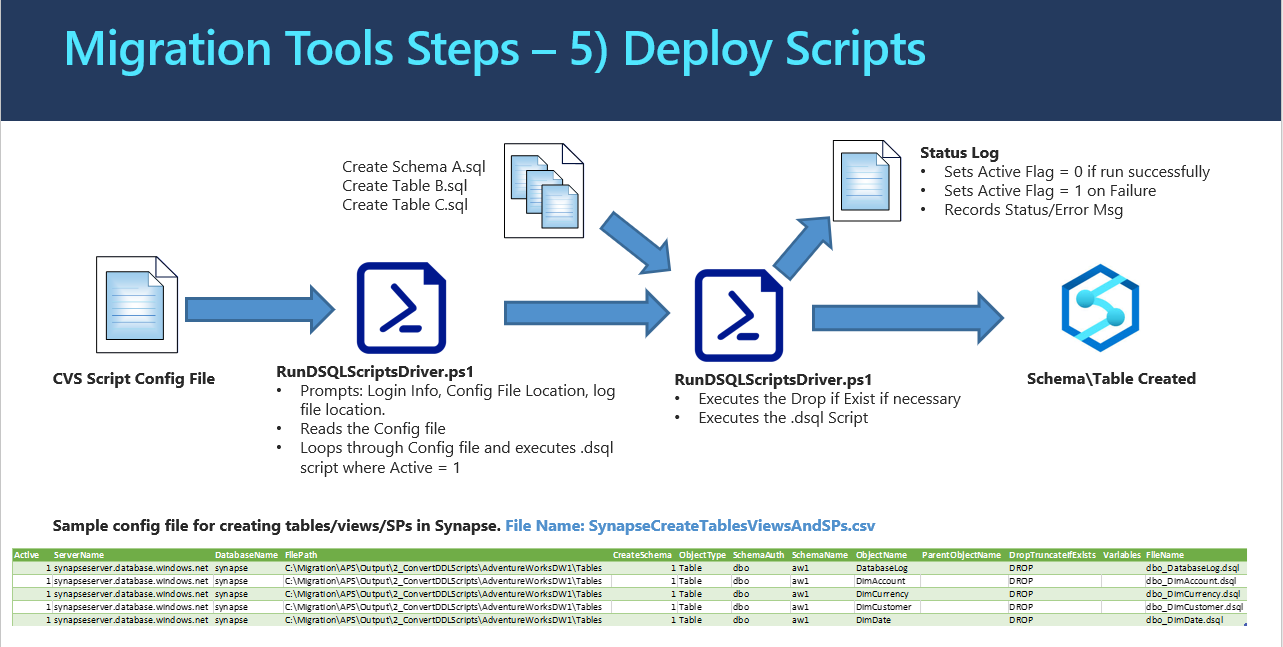 Migration Tools Steps – 5) Deploy Scripts
Create Schema A.sql
Create Table B.sql
Create Table C.sql
Status Log
• Sets Active Flag = 0 if run successfully
• Sets Active Flag = 1 on Failure
• Records Status/Error Msg
CVS Script Config File
RunDSQLScriptsDriver.ps1
• Prompts: Login Info, Config File Location, log
file location.
• Reads the Config file
• Loops through Config file and executes .dsql
script where Active = 1
RunDSQLScriptsDriver.ps1
• Executes the Drop if Exist if necessary
• Executes the .dsql Script
Schema\Table Created
Sample config file for creating tables/views/SPs in Synapse. File Name: SynapseCreateTablesViewsAndSPs.csv
Active ServerName DatabaseName FilePath CreateSchema ObjectType SchemaAuth SchemaName ObjectName ParentObjectName DropTruncateIfExists Variables FileName
1 synapseserver.database.windows.net synapse C:\Migration\APS\Output\2_ConvertDDLScripts\AdventureWorksDW1\Tables 1 Table dbo aw1 DatabaseLog DROP dbo_DatabaseLog.dsql
1 synapseserver.database.windows.net synapse C:\Migration\APS\Output\2_ConvertDDLScripts\AdventureWorksDW1\Tables 1 Table dbo aw1 DimAccount DROP dbo_DimAccount.dsql
1 synapseserver.database.windows.net synapse C:\Migration\APS\Output\2_ConvertDDLScripts\AdventureWorksDW1\Tables 1 Table dbo aw1 DimCurrency DROP dbo_DimCurrency.dsql
1 synapseserver.database.windows.net synapse C:\Migration\APS\Output\2_ConvertDDLScripts\AdventureWorksDW1\Tables 1 Table dbo aw1 DimCustomer DROP dbo_DimCustomer.dsql
1 synapseserver.database.windows.net synapse C:\Migration\APS\Output\2_ConvertDDLScripts\AdventureWorksDW1\Tables 1 Table dbo aw1 DimDate DROP dbo_DimDate.dsql